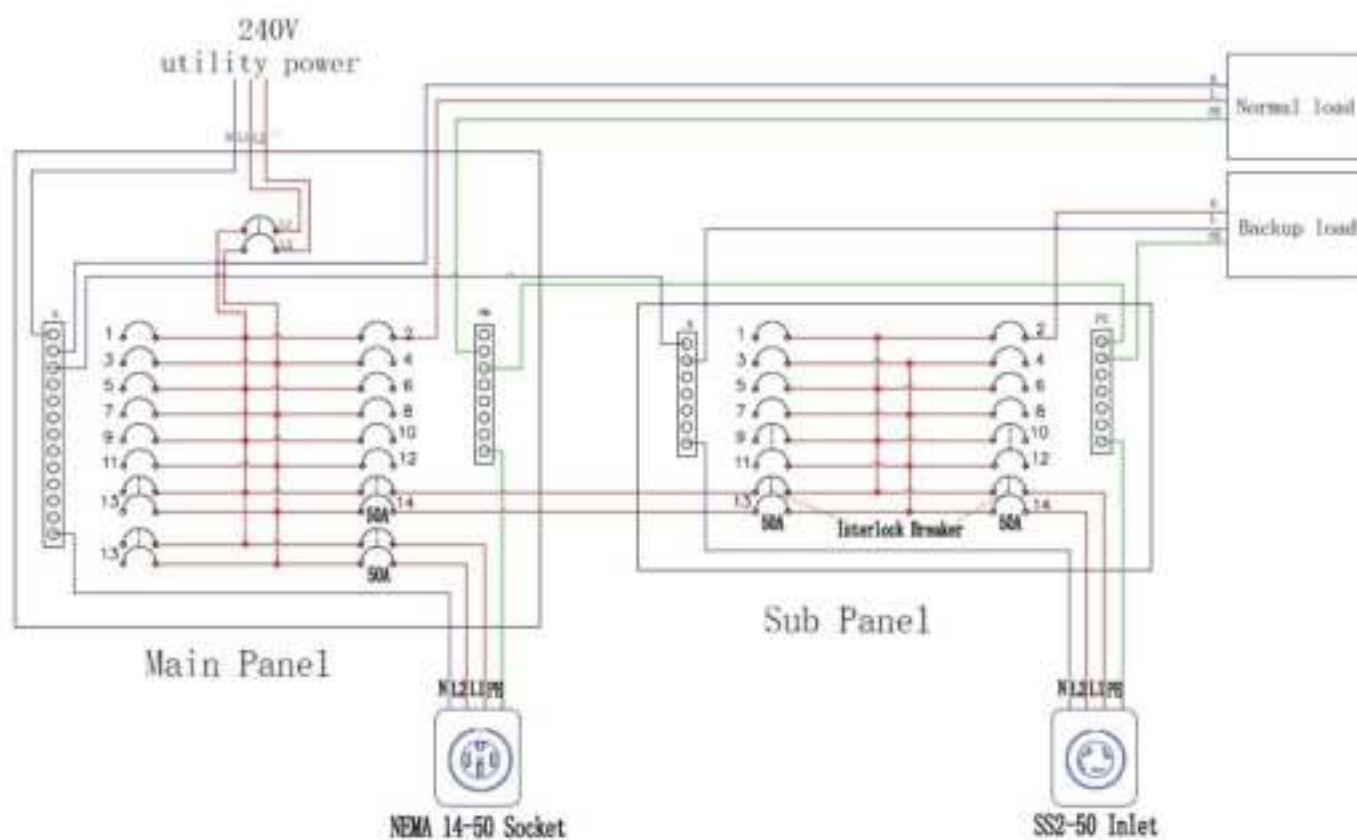 240V
utility power
Normal load
Backup load
1 2
3 4
5 6
7 8
9 10
11 12
13 14
50A
13
50A
Main Panel
PE
1 2
3 4
5 6
7 8
9 10
11 12
13 14
50A 50A
Interlock Breaker
Sub Panel
N L2 L1 PE
NEMA 14-50 Socket
N L2 L1 PE
SS2-50 Inlet